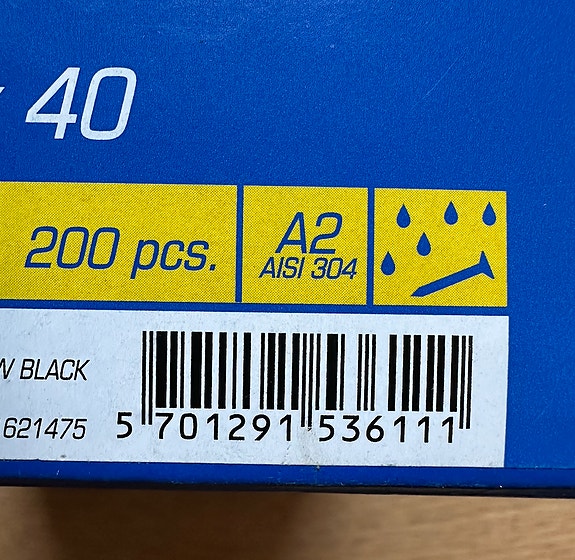 40
200 pcs.
A2
AISI 304
W BLACK
621475
5 701291 536111